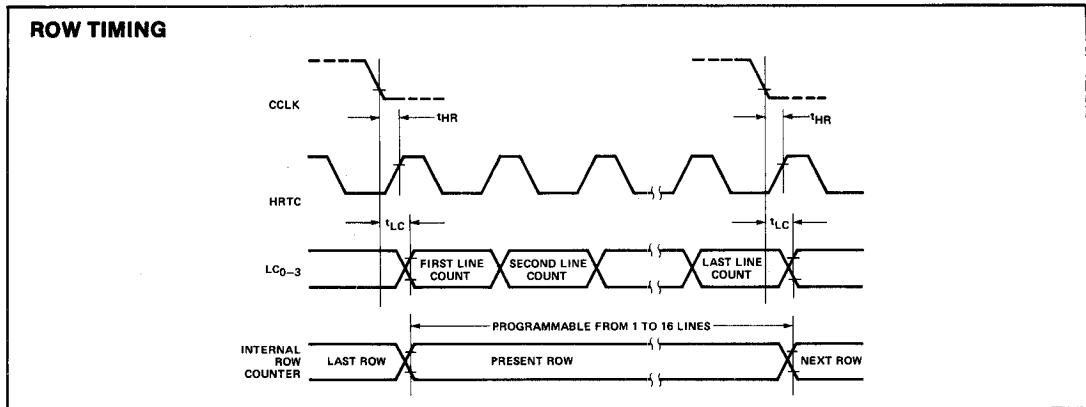 ROW TIMING
CCLK
tHR
tHR
HRTC
tLC
tLC
LC0–3
FIRST LINE
COUNT
SECOND LINE
COUNT
LAST LINE
COUNT
PROGRAMMABLE FROM 1 TO 16 LINES
INTERNAL
ROW
COUNTER
LAST ROW
PRESENT ROW
NEXT ROW